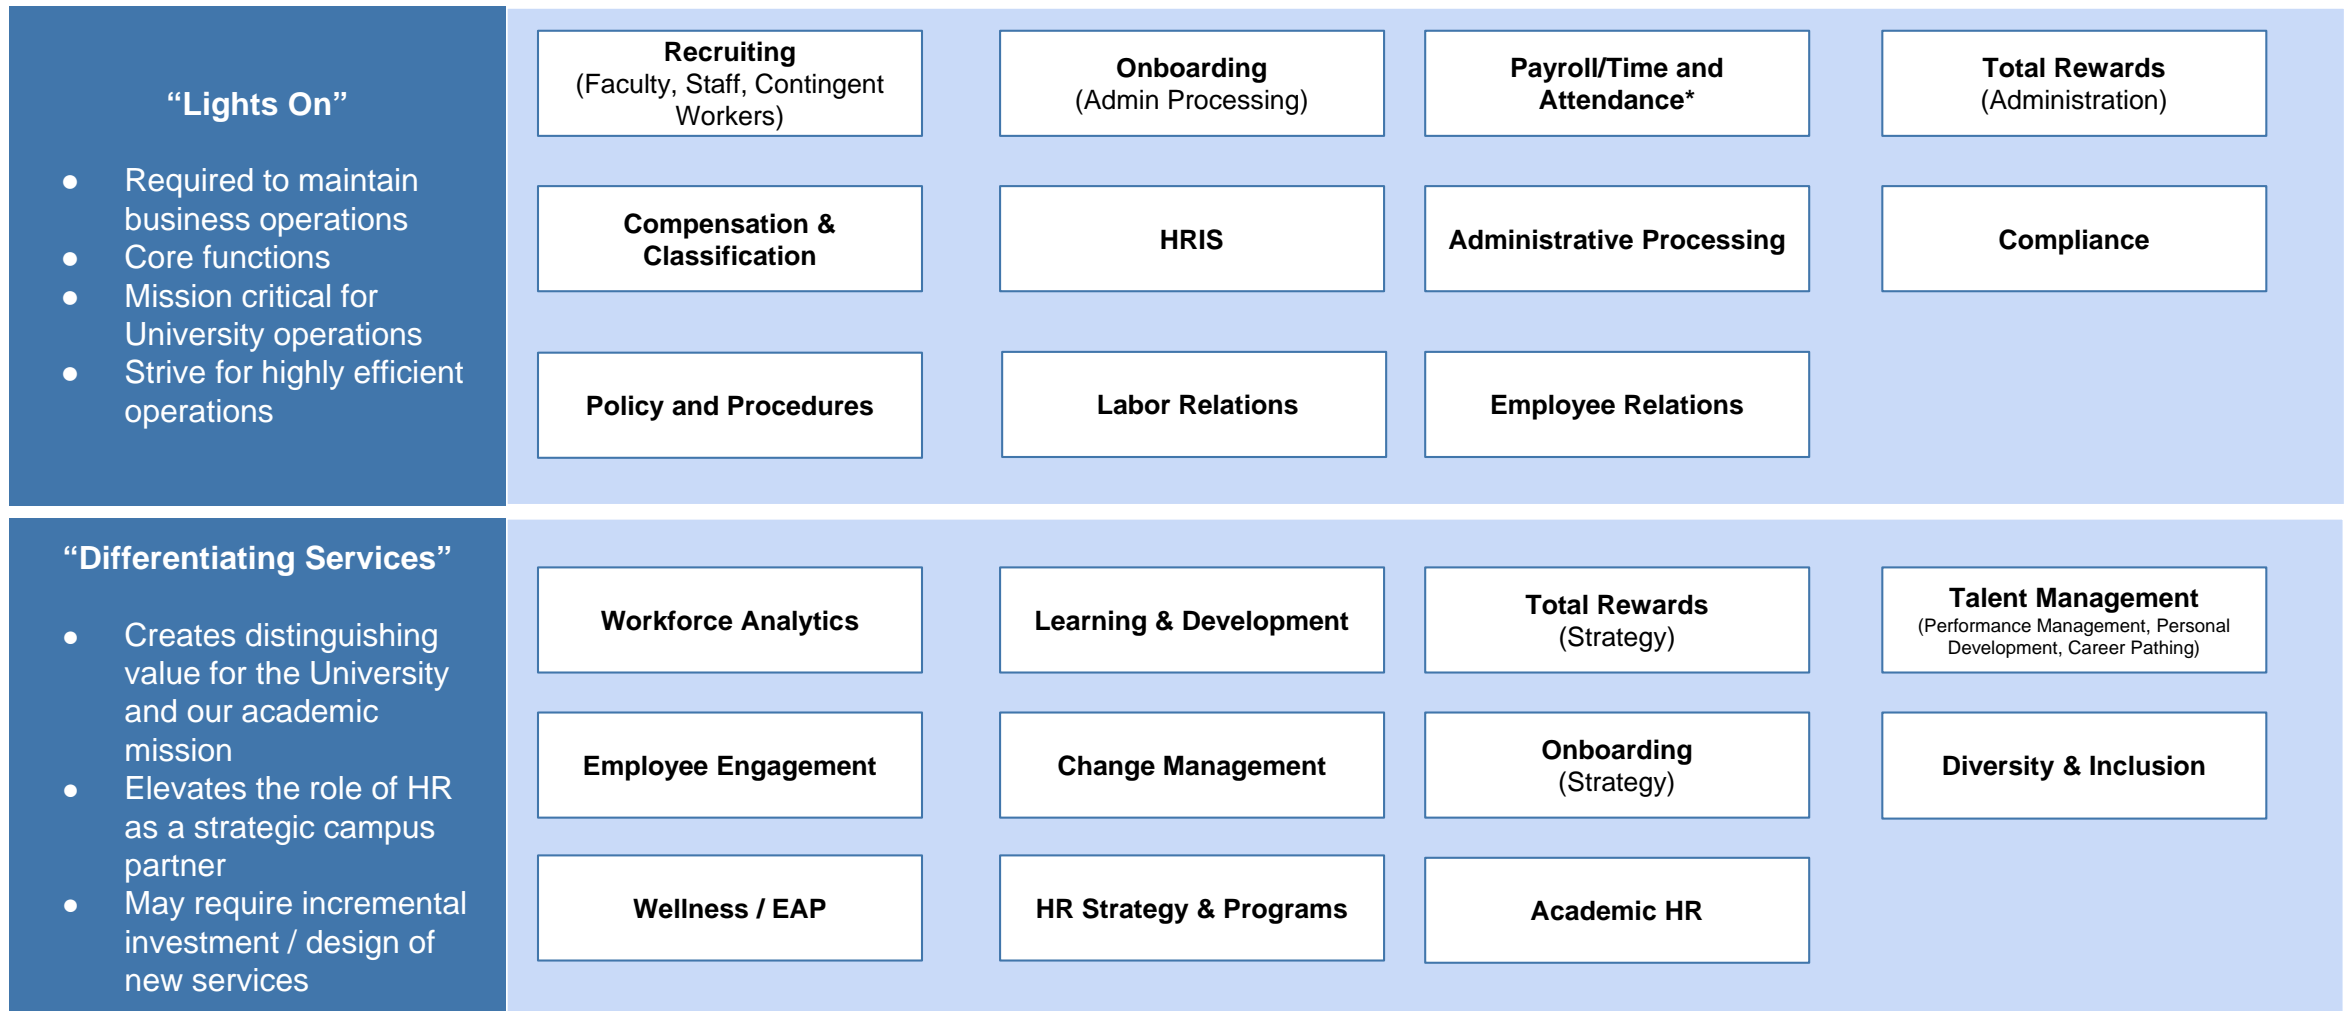 “Lights On”
● Required to maintain
business operations
● Core functions
● Mission critical for
University operations
● Strive for highly efficient
operations
Recruiting
(Faculty, Staff, Contingent
Workers)
Onboarding
(Admin Processing)
Payroll/Time and
Attendance*
Total Rewards
(Administration)
Compensation &
Classification
HRIS
Administrative Processing
Compliance
Policy and Procedures
Labor Relations
Employee Relations
“Differentiating Services”
● Creates distinguishing
value for the University
and our academic
mission
● Elevates the role of HR
as a strategic campus
partner
● May require incremental
investment / design of
new services
Workforce Analytics
Learning & Development
Total Rewards
(Strategy)
Talent Management
(Performance Management, Personal
Development, Career Pathing)
Employee Engagement
Change Management
Onboarding
(Strategy)
Diversity & Inclusion
Wellness / EAP
HR Strategy & Programs
Academic HR